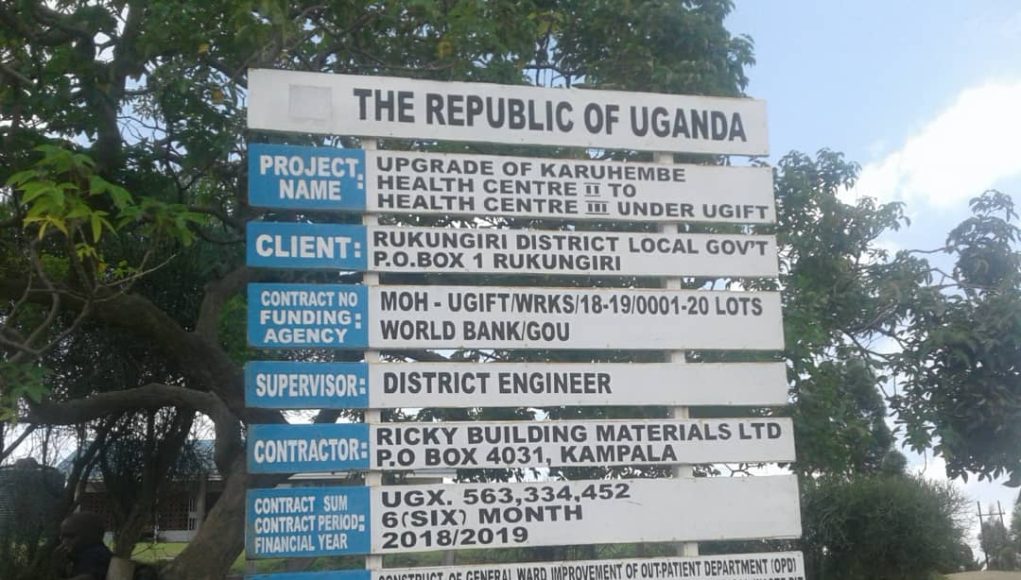 THE REPUBLIC OF UGANDA
PROJECT NAME : UPGRADE OF KARUHEMBE
HEALTH CENTRE II TO
HEALTH CENTRE III UNDER UGIFT
CLIENT: RUKUNGIRI DISTRICT LOCAL GOV'T
P.O.BOX 1 RUKUNGIRI
CONTRACT NO : MOH - UGIFT/WRKS/18-19/0001-20 LOTS
FUNDING AGENCY : WORLD BANK/GOU
SUPERVISOR: DISTRICT ENGINEER
CONTRACTOR: RICKY BUILDING MATERIALS LTD
P.O BOX 4031, KAMPALA
CONTRACT SUM : UGX. 563,334,452
CONTRACT PERIOD: 6(SIX) MONTH
FINANCIAL YEAR 2018/2019
CONSTRUCT OF GENERAL WARD IMPROVEMENT OF OUT-PATIENT DEPARTMENT (OPD)